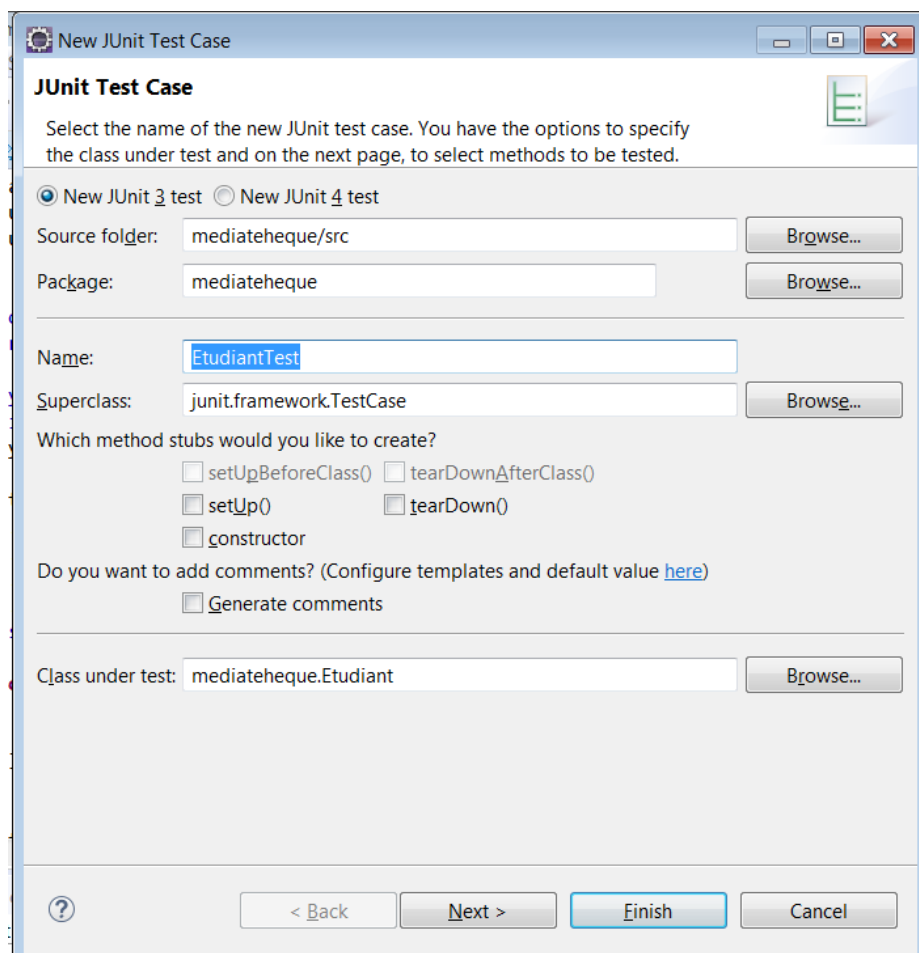 New JUnit Test Case
JUnit Test Case
Select the name of the new JUnit test case. You have the options to specify
the class under test and on the next page, to select methods to be tested.
New JUnit 3 test New JUnit 4 test
Source folder: mediateheque/src Browse...
Package: mediateheque Browse...
Name: EtudiantTest
Superclass: junit.framework.TestCase Browse...
Which method stubs would you like to create?
setUpBeforeClass() tearDownAfterClass()
setUp() tearDown()
constructor
Do you want to add comments? (Configure templates and default value here)
Generate comments
Class under test: mediateheque.Etudiant Browse...
? < Back Next > Finish Cancel